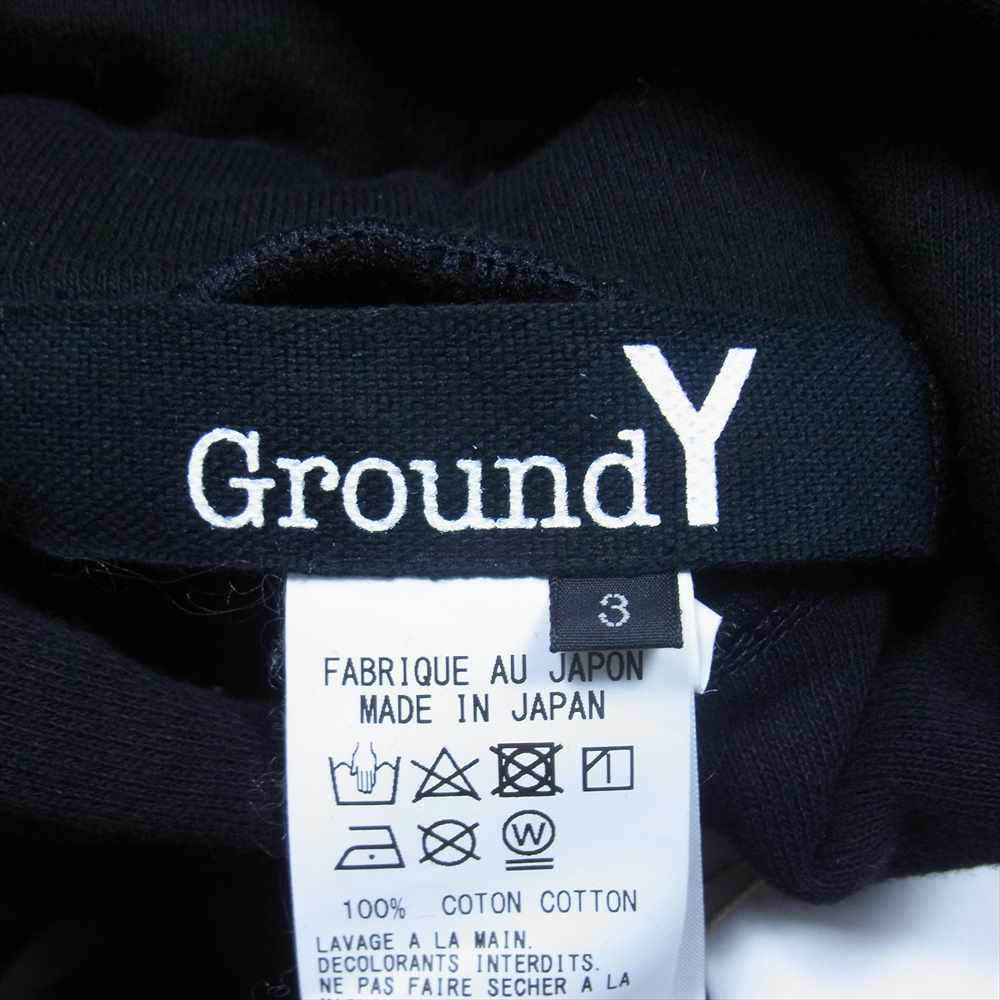 GroundY
3
FABRIQUE AU JAPON
MADE IN JAPAN
W
100% COTON COTTON
LAVAGE A LA MAIN.
DECOLORANTS INTERDITS.
NE PAS FAIRE SECHER A LA